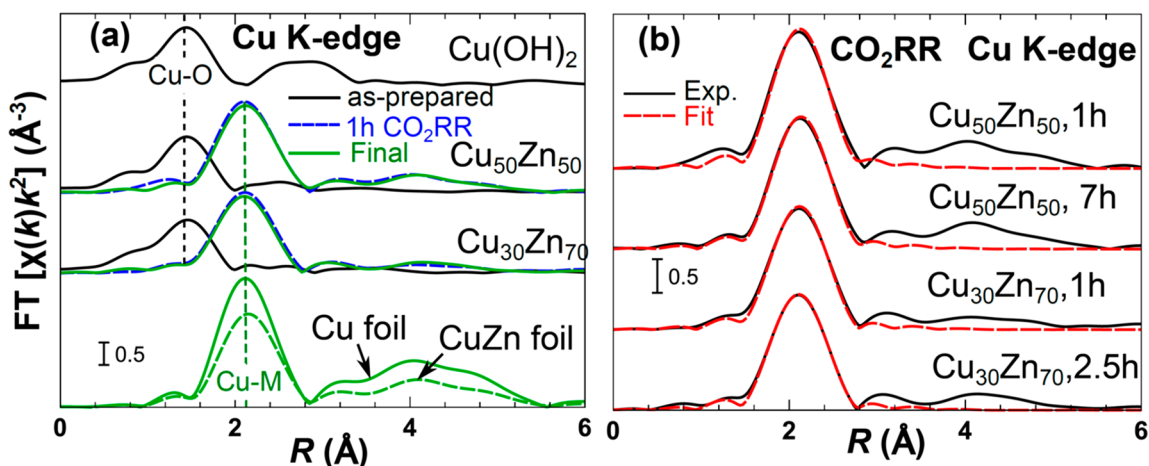 (a) Cu K-edge
Cu(OH)₂
Cu-O
as-prepared
1h CO₂RR
Final
Cu₅₀Zn₅₀
Cu₃₀Zn₇₀
Cu foil
CuZn foil
0.5
Cu-M
FT [χ(k)k²] (Å⁻³)
0 2 4 6
R (Å)
(b) CO₂RR Cu K-edge
Exp.
Fit
Cu₅₀Zn₅₀,1h
Cu₅₀Zn₅₀, 7h
0.5
Cu₃₀Zn₇₀,1h
Cu₃₀Zn₇₀,2.5h
0 2 4 6
R (Å)